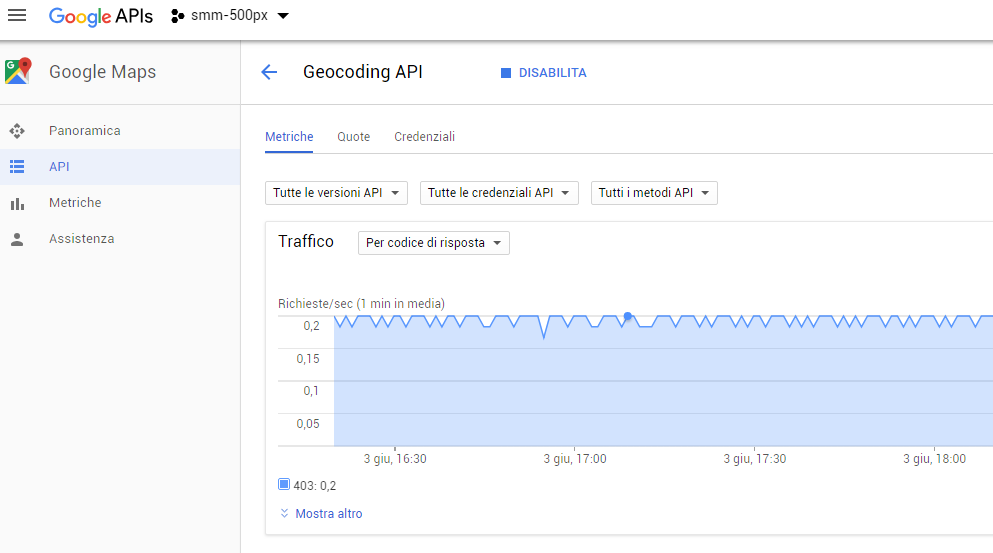 Google APIs smm-500px
Google Maps
Geocoding API
DISABILITA
Panoramica
API
Metriche
Assistenza
Metriche Quote Credenziali
Tutte le versioni API Tutte le credenziali API Tutti i metodi API
Traffico Per codice di risposta
Richieste/sec (1 min in media)
0,2
0,15
0,1
0,05
3 giu, 16:30 3 giu, 17:00 3 giu, 17:30 3 giu, 18:00
403: 0,2
Mostra altro